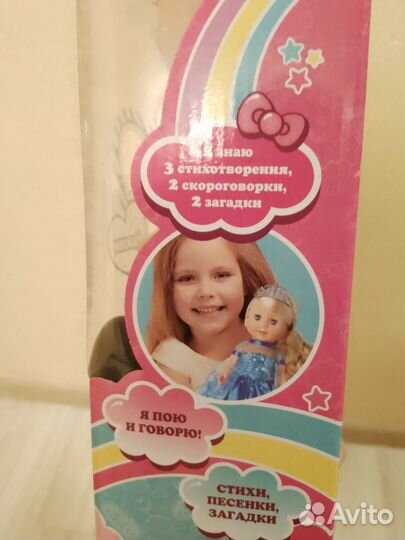 знаю
3 стихотворения,
2 скороговорки,
2 загадки
Я ПОЮ
И ГОВОРЮ!
СТИХИ,
ПЕСЕНКИ,
ЗАГАДКИ
Avito